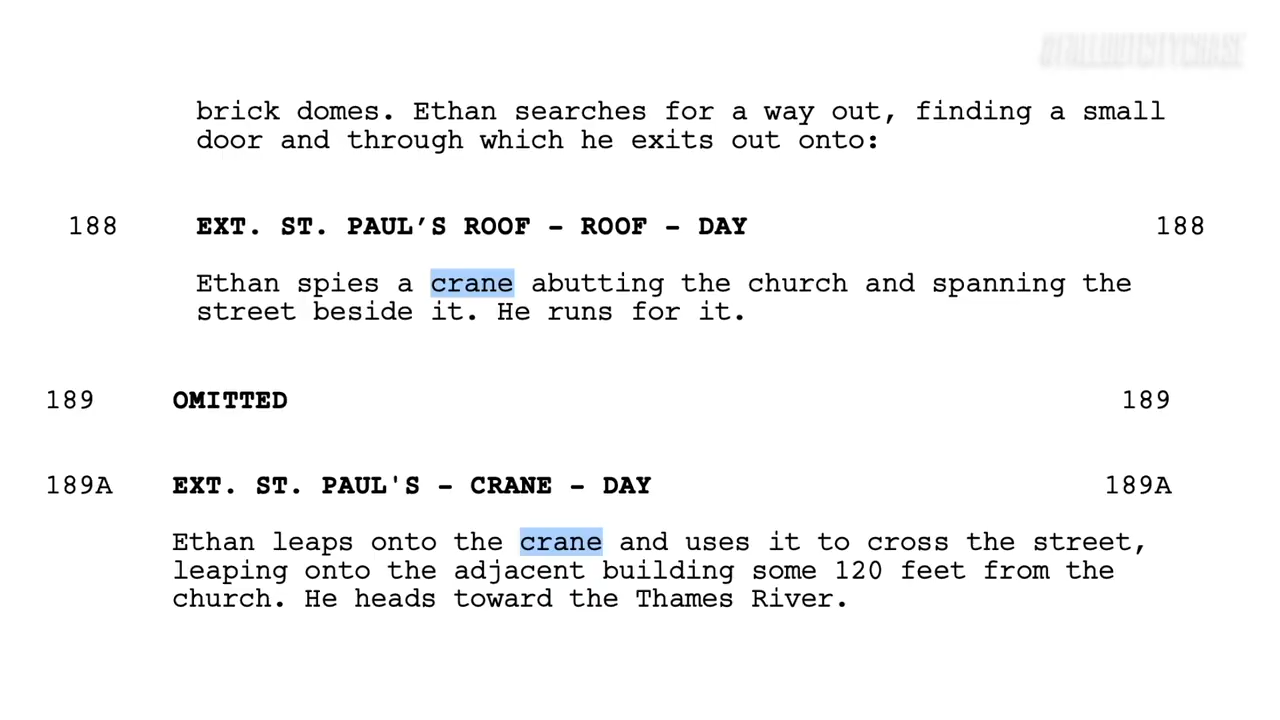 brick domes. Ethan searches for a way out, finding a small
door and through which he exits out onto:
188 EXT. ST. PAUL’S ROOF – ROOF – DAY 188
Ethan spies a crane abutting the church and spanning the
street beside it. He runs for it.
189 OMITTED 189
189A EXT. ST. PAUL'S – CRANE – DAY 189A
Ethan leaps onto the crane and uses it to cross the street,
leaping onto the adjacent building some 120 feet from the
church. He heads toward the Thames River.